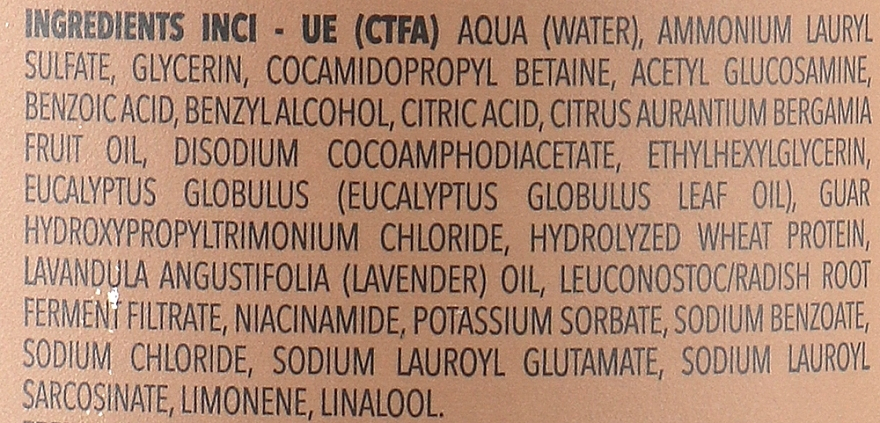 INGREDIENTS INCI - UE (CTFA) AQUA (WATER), AMMONIUM LAURYL
SULFATE, GLYCERIN, COCAMIDOPROPYL BETAINE, ACETYL GLUCOSAMINE,
BENZOIC ACID, BENZYL ALCOHOL, CITRIC ACID, CITRUS AURANTIUM BERGAMIA
FRUIT OIL, DISODIUM COCOAMPHODIACETATE, ETHYLHEXYLGLYCERIN,
EUCALYPTUS GLOBULUS (EUCALYPTUS GLOBULUS LEAF OIL), GUAR
HYDROXYPROPYLTRIMONIUM CHLORIDE, HYDROLYZED WHEAT PROTEIN,
LAVANDULA ANGUSTIFOLIA (LAVENDER) OIL, LEUCONOSTOC/RADISH ROOT
FERMENT FILTRATE, NIACINAMIDE, POTASSIUM SORBATE, SODIUM BENZOATE,
SODIUM CHLORIDE, SODIUM LAUROYL GLUTAMATE, SODIUM LAUROYL
SARCOSINATE, LIMONENE, LINALOOL.